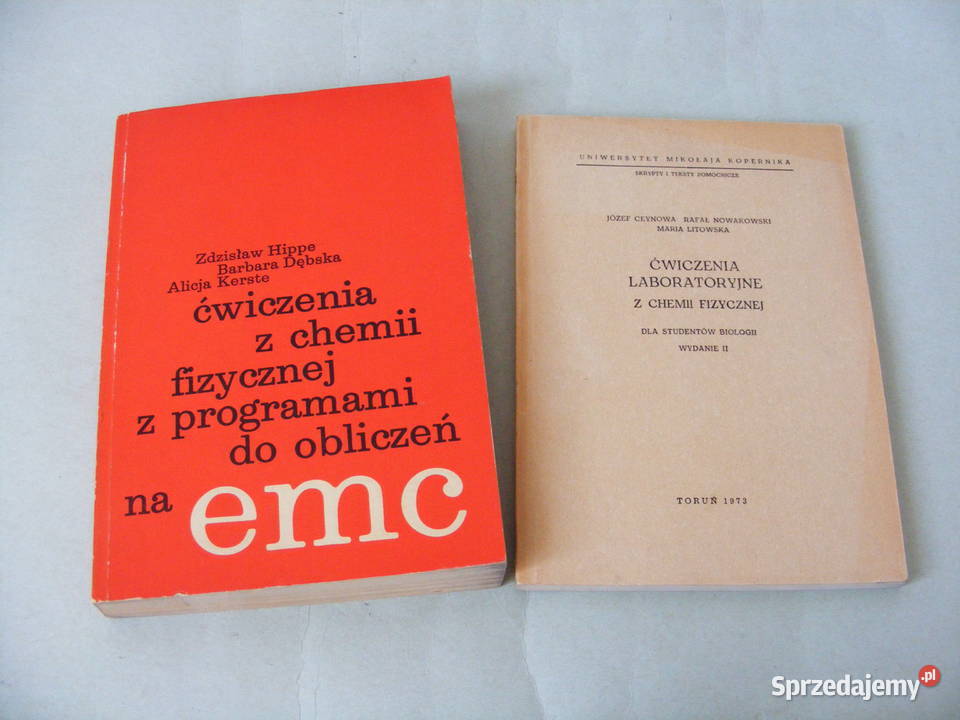 Zdzisław Hippe
Barbara Dębska
Alicja Kerste
ćwiczenia
z chemii
fizycznej
z programami
do obliczeń
na emc
UNIWERSYTET MIKOŁAJA KOPERNIKA
SKRYPTY I TEKSTY POMOCNICZE
JÓZEF CEYNOWA RAFAŁ NOWAKOWSKI
MARIA LITOWSKA
ĆWICZENIA
LABORATORYJNE
Z CHEMII FIZYCZNEJ
DLA STUDENTÓW BIOLOGII
WYDANIE II
TORUŃ 1973
Sprzedajemy.pl